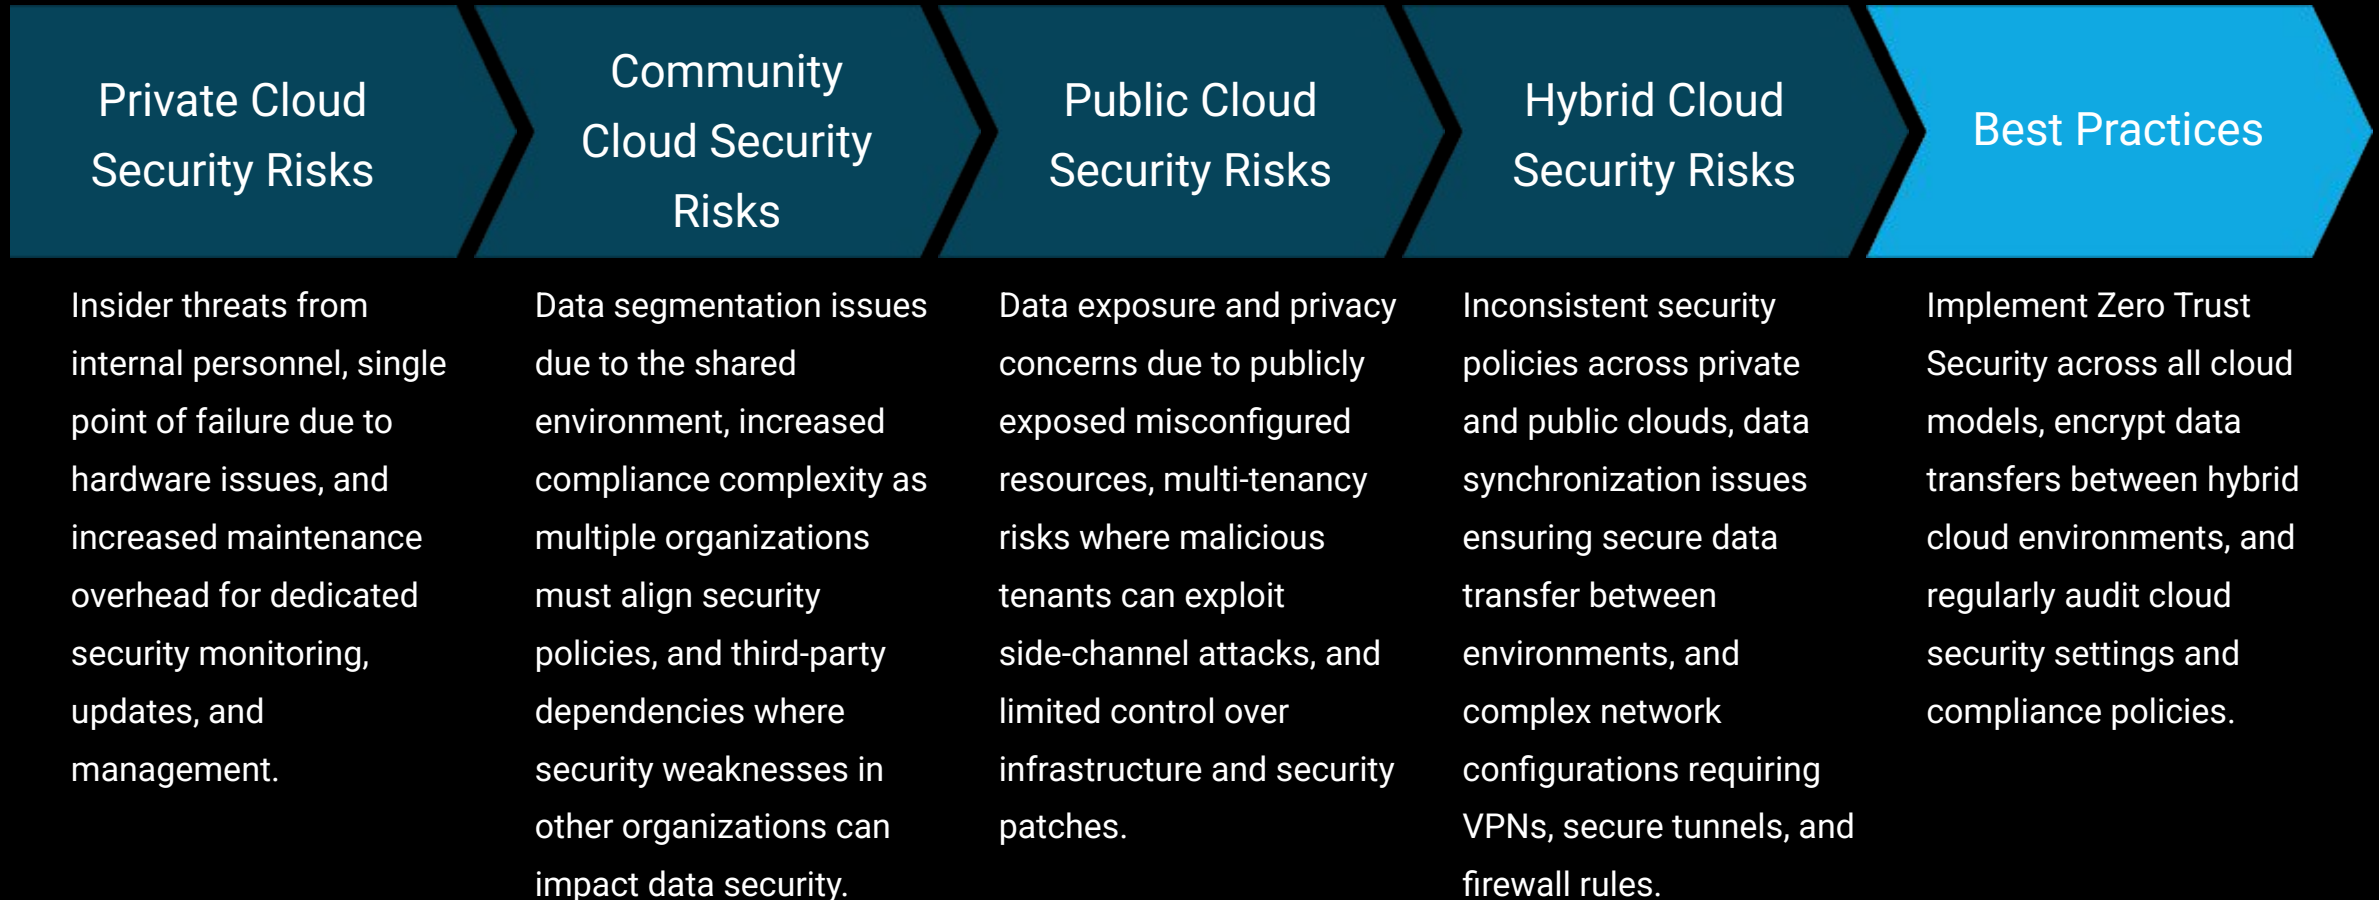 Private Cloud
Security Risks
Community
Cloud Security
Risks
Public Cloud
Security Risks
Hybrid Cloud
Security Risks
Best Practices
Insider threats from
internal personnel, single
point of failure due to
hardware issues, and
increased maintenance
overhead for dedicated
security monitoring,
updates, and
management.
Data segmentation issues
due to the shared
environment, increased
compliance complexity as
multiple organizations
must align security
policies, and third-party
dependencies where
security weaknesses in
other organizations can
impact data security.
Data exposure and privacy
concerns due to publicly
exposed misconfigured
resources, multi-tenancy
risks where malicious
tenants can exploit
side-channel attacks, and
limited control over
infrastructure and security
patches.
Inconsistent security
policies across private
and public clouds, data
synchronization issues
ensuring secure data
transfer between
environments, and
complex network
configurations requiring
VPNs, secure tunnels, and
firewall rules.
Implement Zero Trust
Security across all cloud
models, encrypt data
transfers between hybrid
cloud environments, and
regularly audit cloud
security settings and
compliance policies.